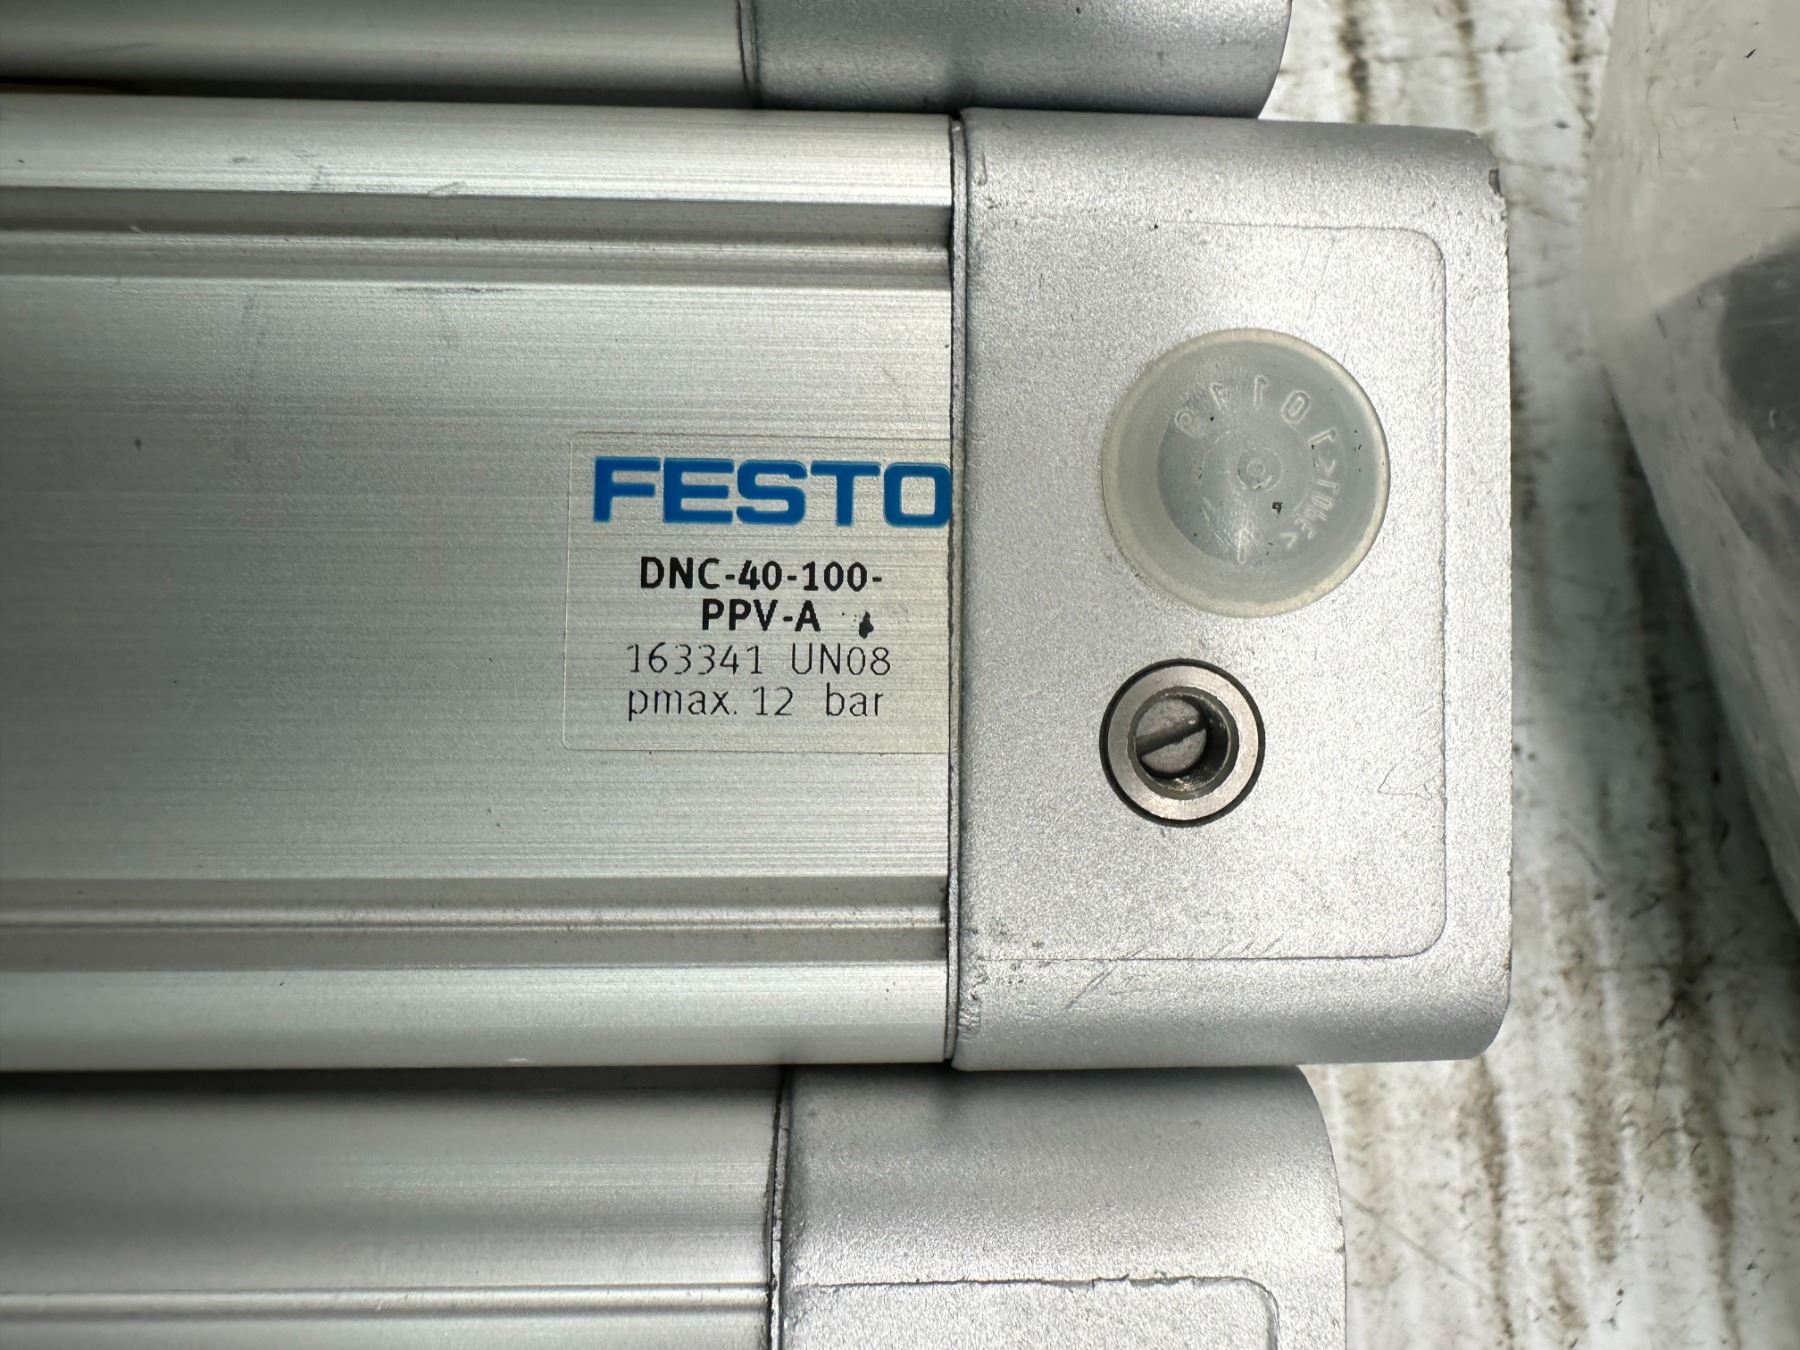 FESTO
DNC-40-100-
PPV-A
163341 UN08
pmax. 12 bar